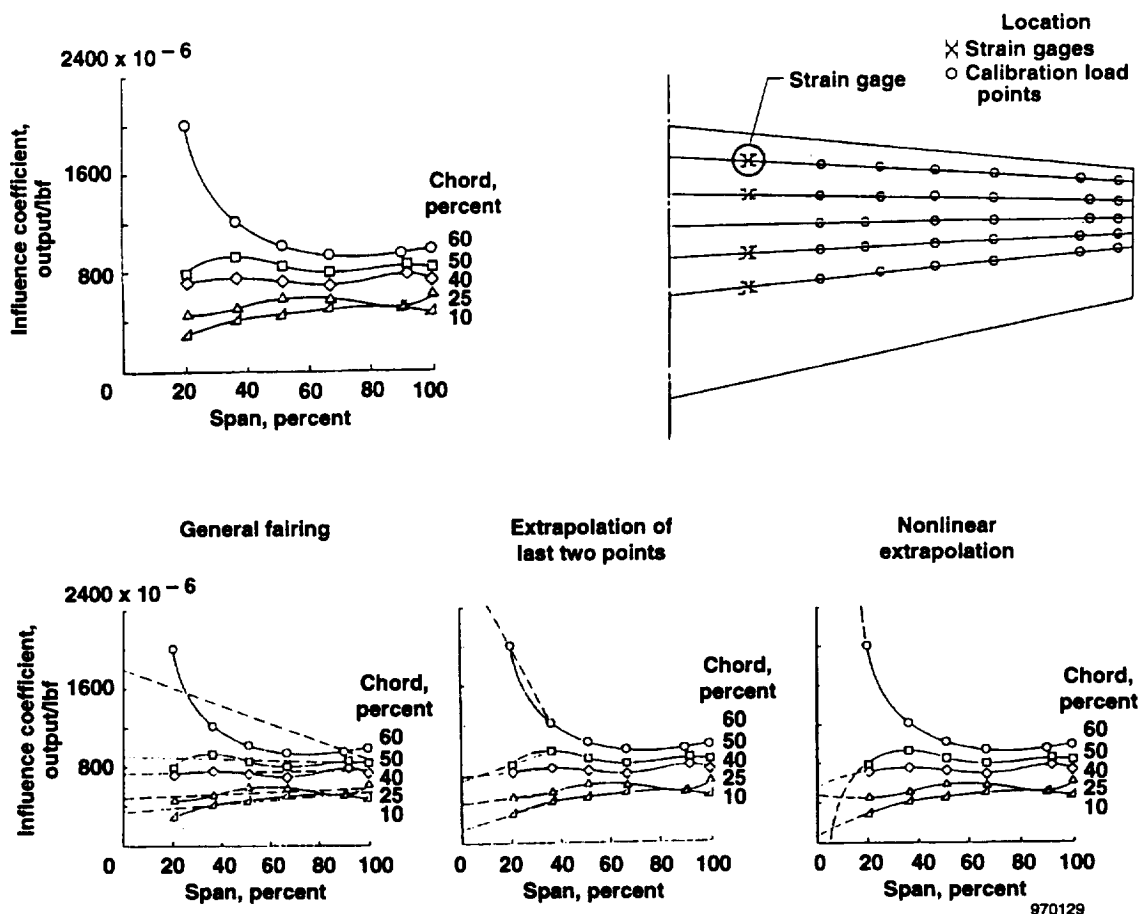 Location
Strain gages
Calibration load
points
Strain gage
2400 x 10 – 6
1600
800
0
Influence coefficient,
output/lbf
Chord,
percent
60
50
40
25
10
20 40 60 80 100
Span, percent
General fairing
2400 x 10 – 6
1600
800
0
Influence coefficient,
output/lbf
Chord,
percent
60
50
40
25
10
20 40 60 80 100
Span, percent
Extrapolation of
last two points
Chord,
percent
60
50
40
25
10
0 20 40 60 80 100
Span, percent
Nonlinear
extrapolation
Chord,
percent
60
50
40
25
10
0 20 40 60 80 100
Span, percent
970129